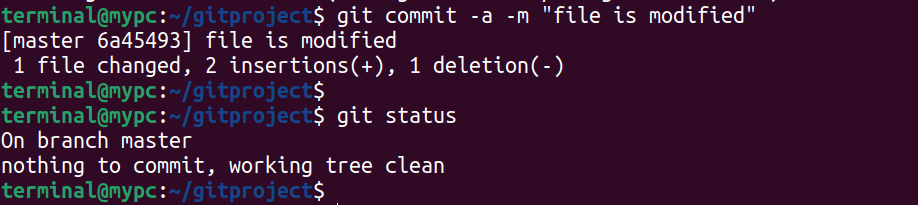 terminal@mypc:~/gitproject$ git commit -a -m "file is modified"
[master 6a45493] file is modified
 1 file changed, 2 insertions(+), 1 deletion(-)
terminal@mypc:~/gitproject$
terminal@mypc:~/gitproject$ git status
On branch master
nothing to commit, working tree clean
terminal@mypc:~/gitproject$